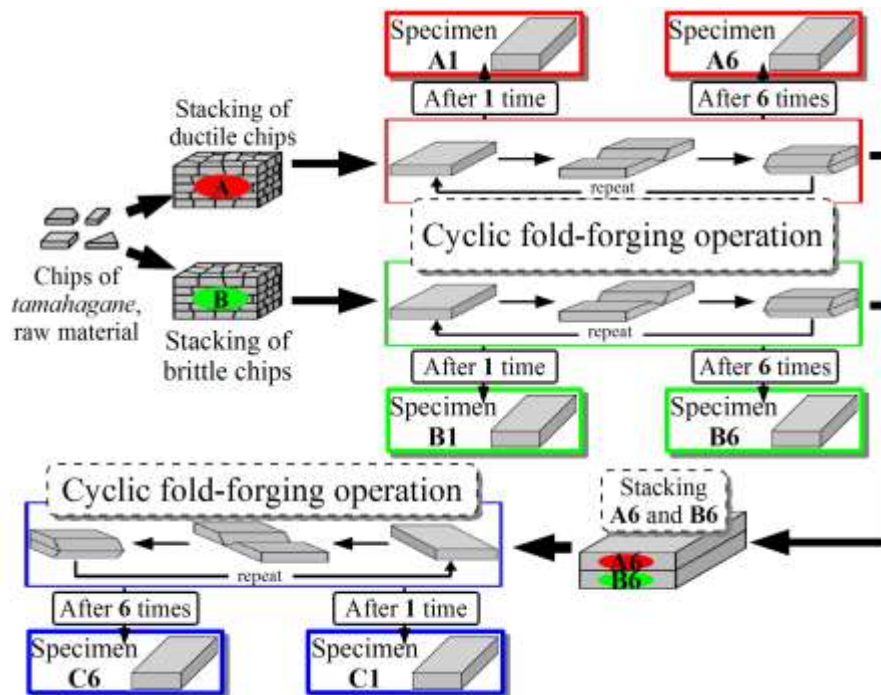 Specimen
A1
Specimen
A6
After 1 time
After 6 times
Stacking of
ductile chips
A
repeat
Cyclic fold-forging operation
Chips of
tamahagane,
raw material
B
Stacking of
brittle chips
repeat
After 1 time
After 6 times
Specimen
B1
Specimen
B6
Cyclic fold-forging operation
Stacking
A6 and B6
A6
B6
repeat
After 6 times
After 1 time
Specimen
C6
Specimen
C1